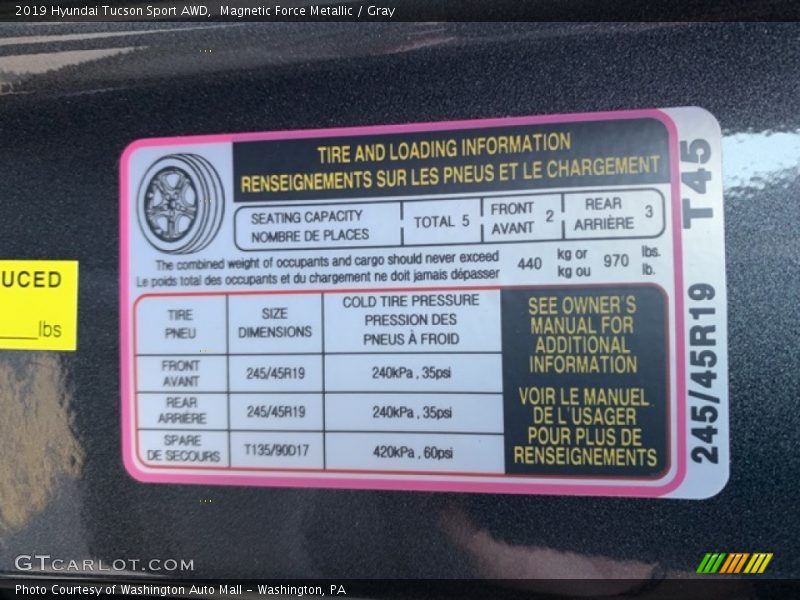 2019 Hyundai Tucson Sport AWD,  Magnetic Force Metallic / Gray
TIRE AND LOADING INFORMATION
RENSEIGNEMENTS SUR LES PNEUS ET LE CHARGEMENT
SEATING CAPACITY
NOMBRE DE PLACES
TOTAL 5
FRONT
AVANT
2
REAR
ARRIÈRE
3
The combined weight of occupants and cargo should never exceed
Le poids total des occupants et du chargement ne doit jamais dépasser
440
kg or
kg ou
970
lbs.
lb.
TIRE
PNEU
SIZE
DIMENSIONS
COLD TIRE PRESSURE
PRESSION DES
PNEUS À FROID
FRONT
AVANT
245/45R19
240kPa , 35psi
REAR
ARRIÈRE
245/45R19
240kPa , 35psi
SPARE
DE SECOURS
T135/90D17
420kPa , 60psi
SEE OWNER'S
MANUAL FOR
ADDITIONAL
INFORMATION
VOIR LE MANUEL
DE L'USAGER
POUR PLUS DE
RENSEIGNEMENTS
245/45R19 T45
UCED
lbs
GTCARLOT.COM
Photo Courtesy of Washington Auto Mall - Washington, PA